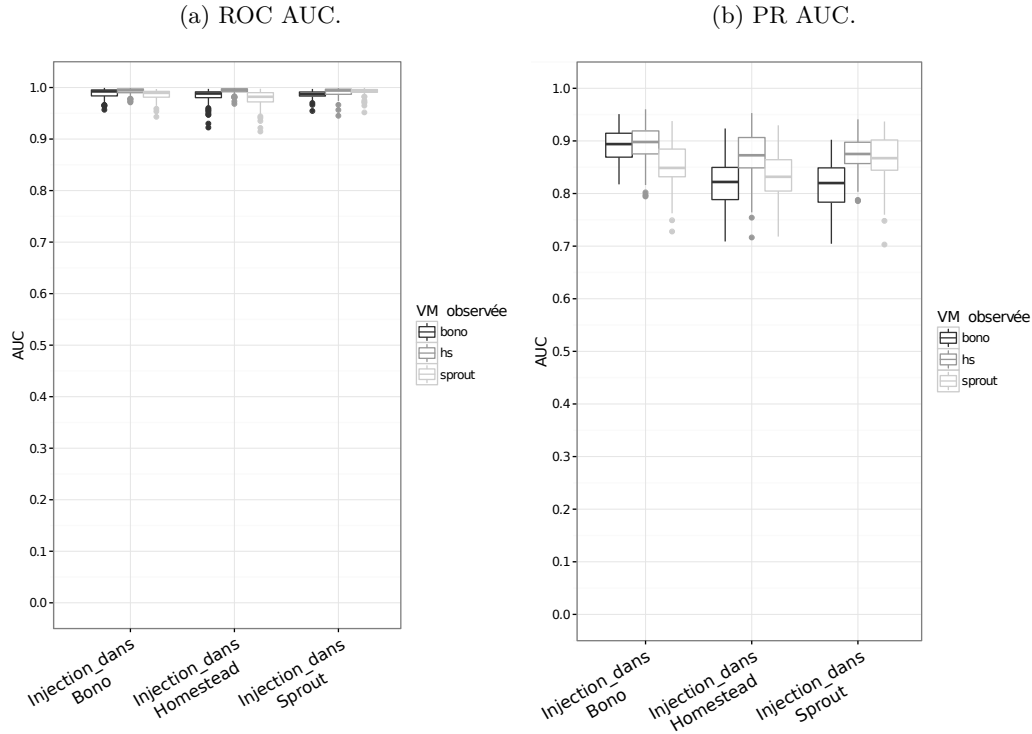 (a) ROC AUC.
1.0
0.9
0.8
0.7
0.6
0.5
0.4
0.3
0.2
0.1
0.0
AUC
Injection_dans
Bono
Injection_dans
Homestead
Injection_dans
Sprout
VM observée
bono
hs
sprout
(b) PR AUC.
1.0
0.9
0.8
0.7
0.6
0.5
0.4
0.3
0.2
0.1
0.0
AUC
Injection_dans
Bono
Injection_dans
Homestead
Injection_dans
Sprout
VM observée
bono
hs
sprout